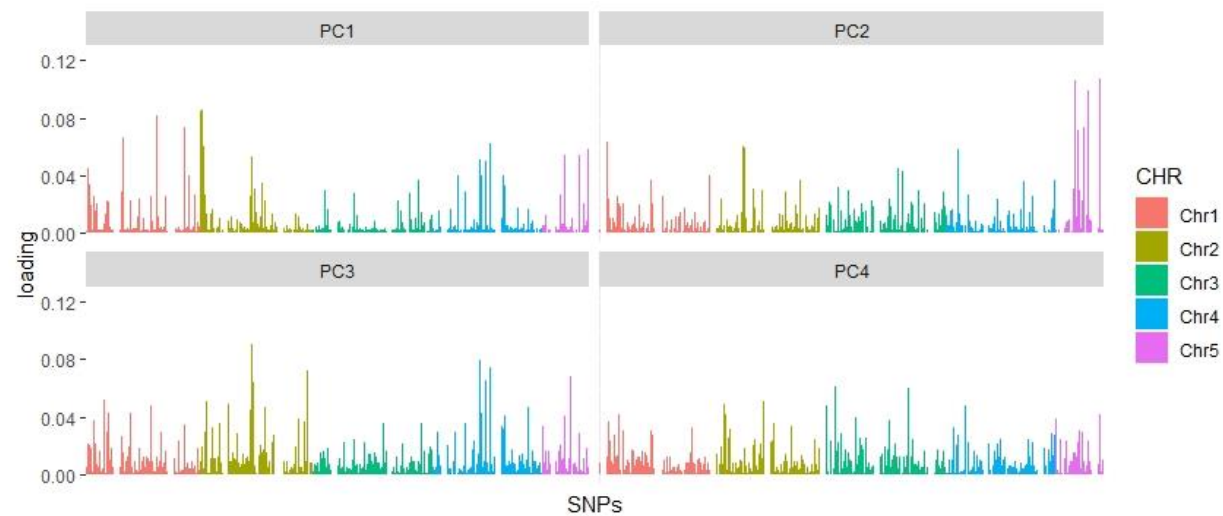 PC1 PC2
0.12
0.08
0.04
0.00
loading
PC3 PC4
0.12
0.08
0.04
0.00
SNPs
CHR
Chr1
Chr2
Chr3
Chr4
Chr5